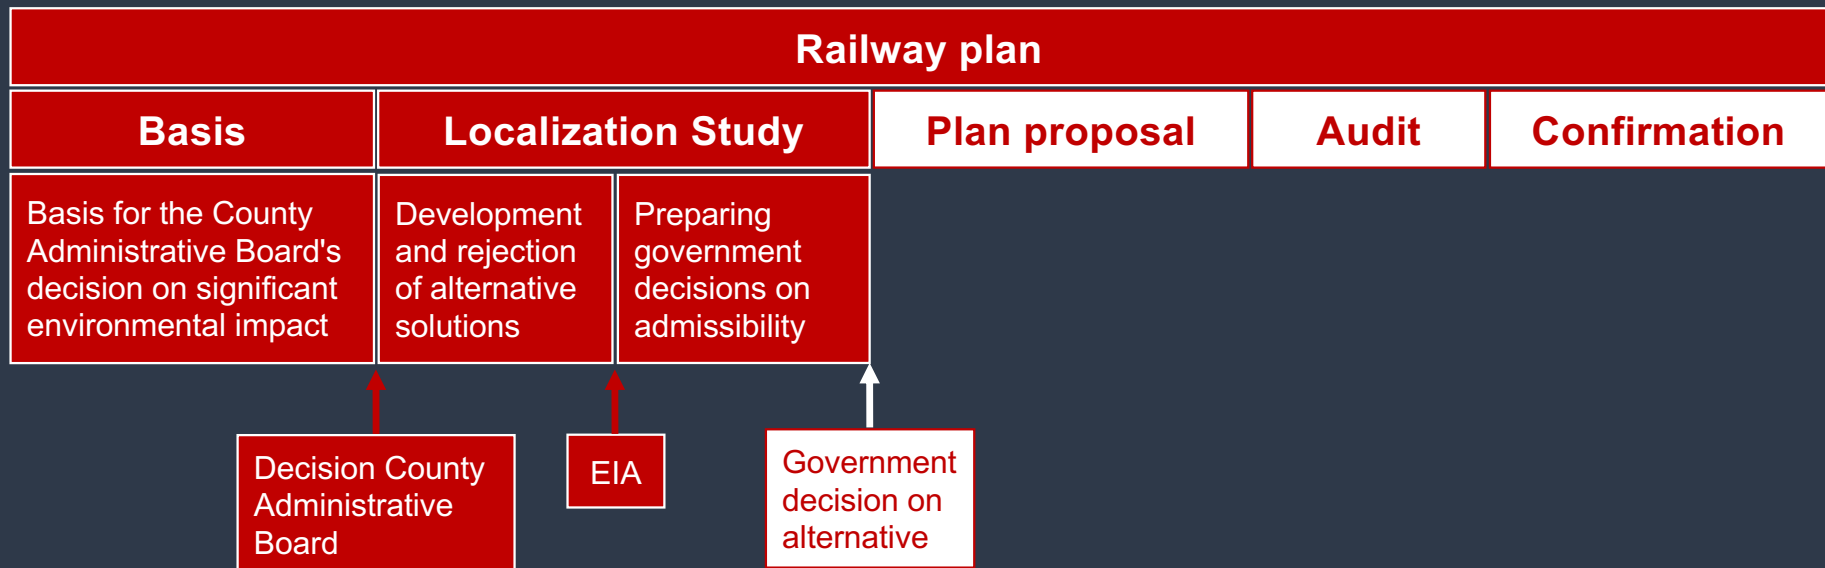 Railway plan
Basis
Localization Study
Plan proposal
Audit
Confirmation
Basis for the County
Administrative Board's
decision on significant
environmental impact
Development
and rejection
of alternative
solutions
Preparing
government
decisions on
admissibility
Decision County
Administrative
Board
EIA
Government
decision on
alternative